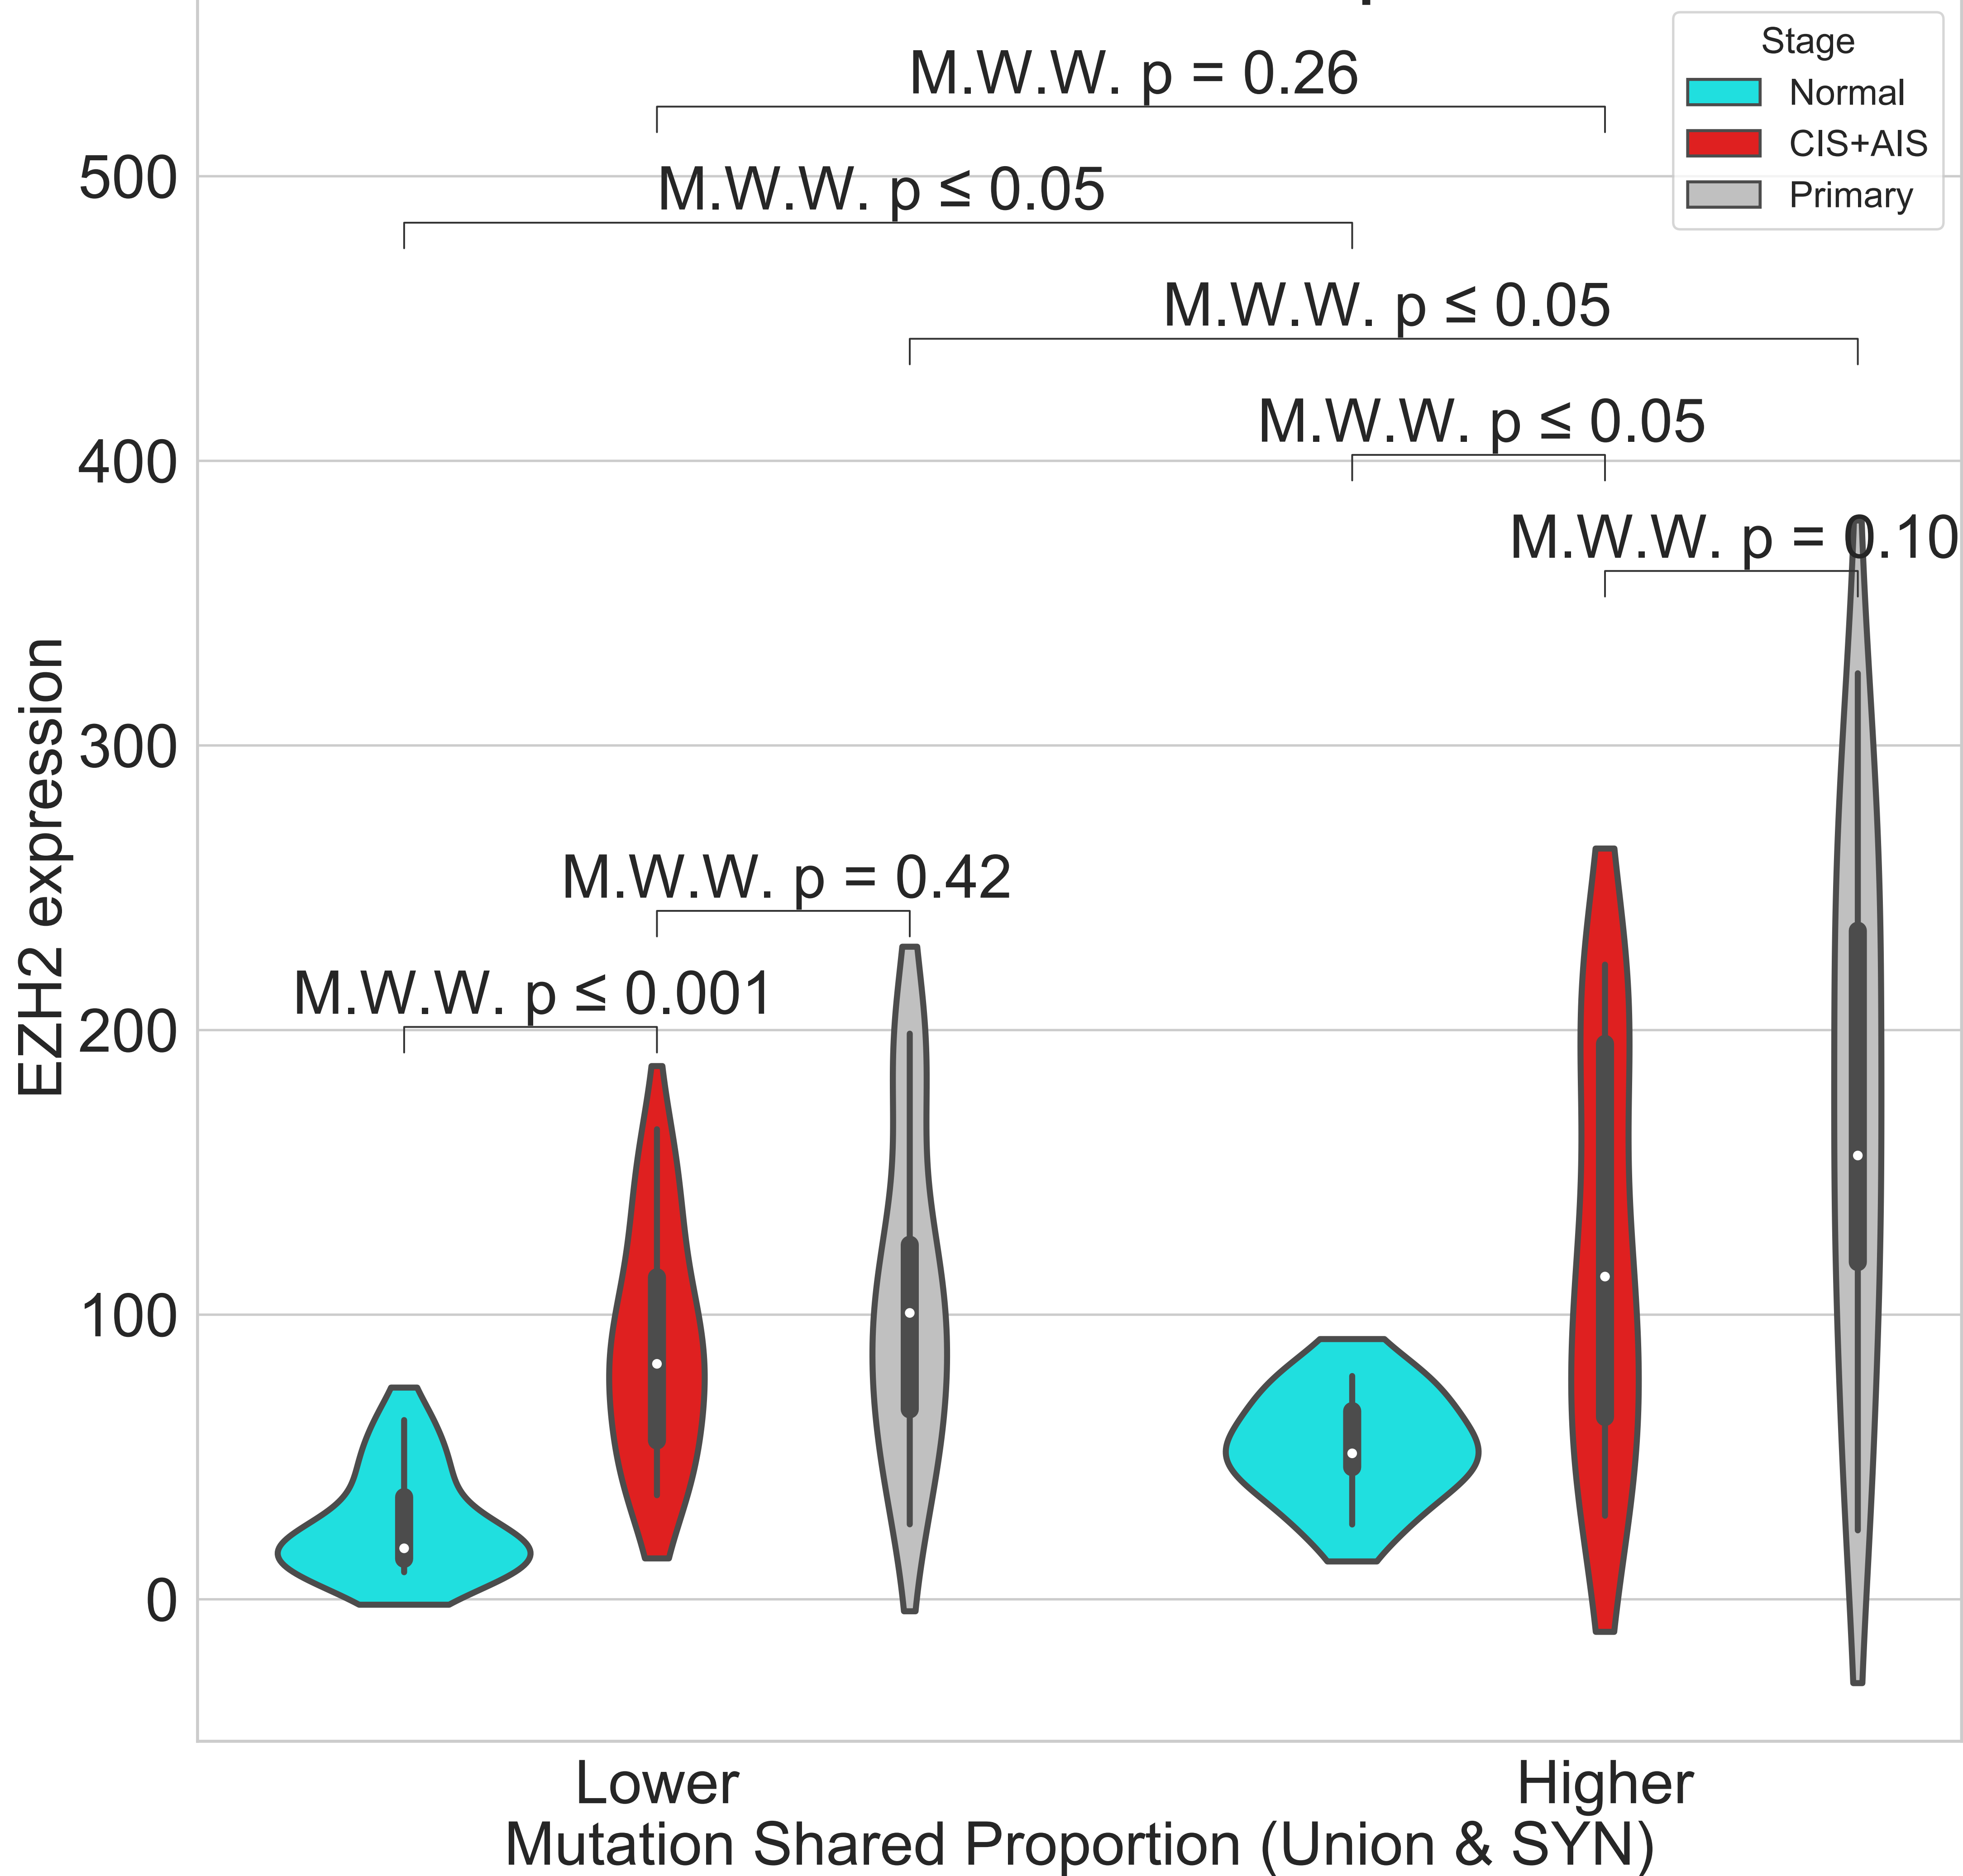 Stage
Normal
CIS+AIS
Primary
M.W.W. p = 0.26
M.W.W. p ≤ 0.05
M.W.W. p ≤ 0.05
M.W.W. p ≤ 0.05
M.W.W. p = 0.10
M.W.W. p = 0.42
M.W.W. p ≤ 0.001
500
400
300
200
100
0
EZH2 expression
Lower
Higher
Mutation Shared Proportion (Union & SYN)